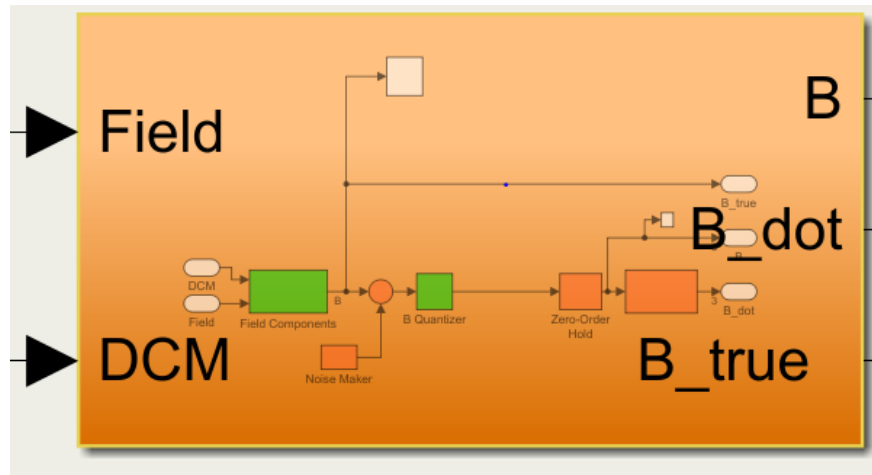 Field
B
B_true
B_dot
B
DCM
Field
B
Field Components
B Quantizer
Zero-Order
Hold
3
B_dot
DCM
B_true
Noise Maker